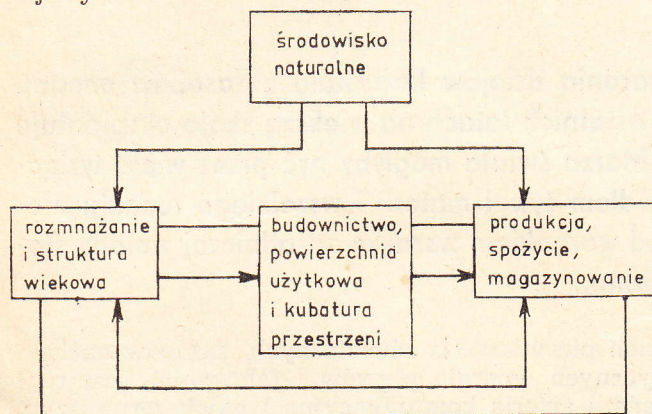 środowisko
naturalne
rozmnażanie
i struktura
wiekowa
budownictwo,
powierzchnia
użytkowa
i kubatura
przestrzeni
produkcja,
spożycie,
magazynowanie